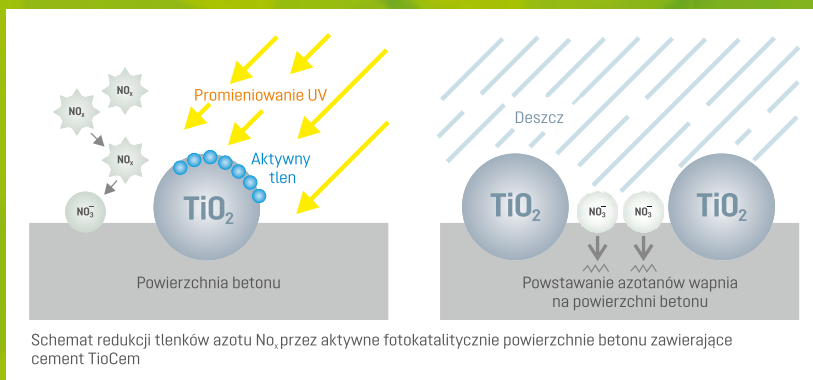 NOₓ
NOₓ
NOₓ
NO₃⁻
Promieniowanie UV
Aktywny
tlen
TiO₂
Powierzchnia betonu
Deszcz
TiO₂
NO₃⁻
NO₃⁻
TiO₂
Powstawanie azotanów wapnia
na powierzchni betonu
Schemat redukcji tlenków azotu Noₓ przez aktywne fotokatalitycznie powierzchnie betonu zawierające
cement TioCem